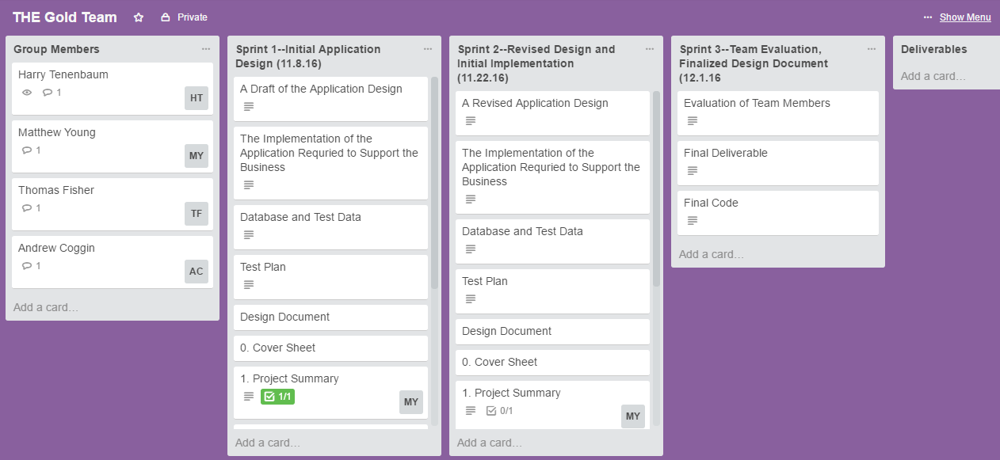 THE Gold Team
Private
... Show Menu
Group Members
...
Harry Tenenbaum
1
HT
Matthew Young
1
MY
Thomas Fisher
1
TF
Andrew Coggin
1
AC
Add a card...
Sprint 1--Initial Application
Design (11.8.16)
...
A Draft of the Application Design
The Implementation of the
Application Requried to Support the
Business
Database and Test Data
Test Plan
Design Document
0. Cover Sheet
1. Project Summary
1/1
MY
Add a card...
Sprint 2--Revised Design and
Initial Implementation
(11.22.16)
...
A Revised Application Design
The Implementation of the
Application Requried to Support the
Business
Database and Test Data
Test Plan
Design Document
0. Cover Sheet
1. Project Summary
0/1
MY
Add a card...
Sprint 3--Team Evaluation,
Finalized Design Document
(12.1.16
...
Evaluation of Team Members
Final Deliverable
Final Code
Add a card...
Deliverables
Add a card...